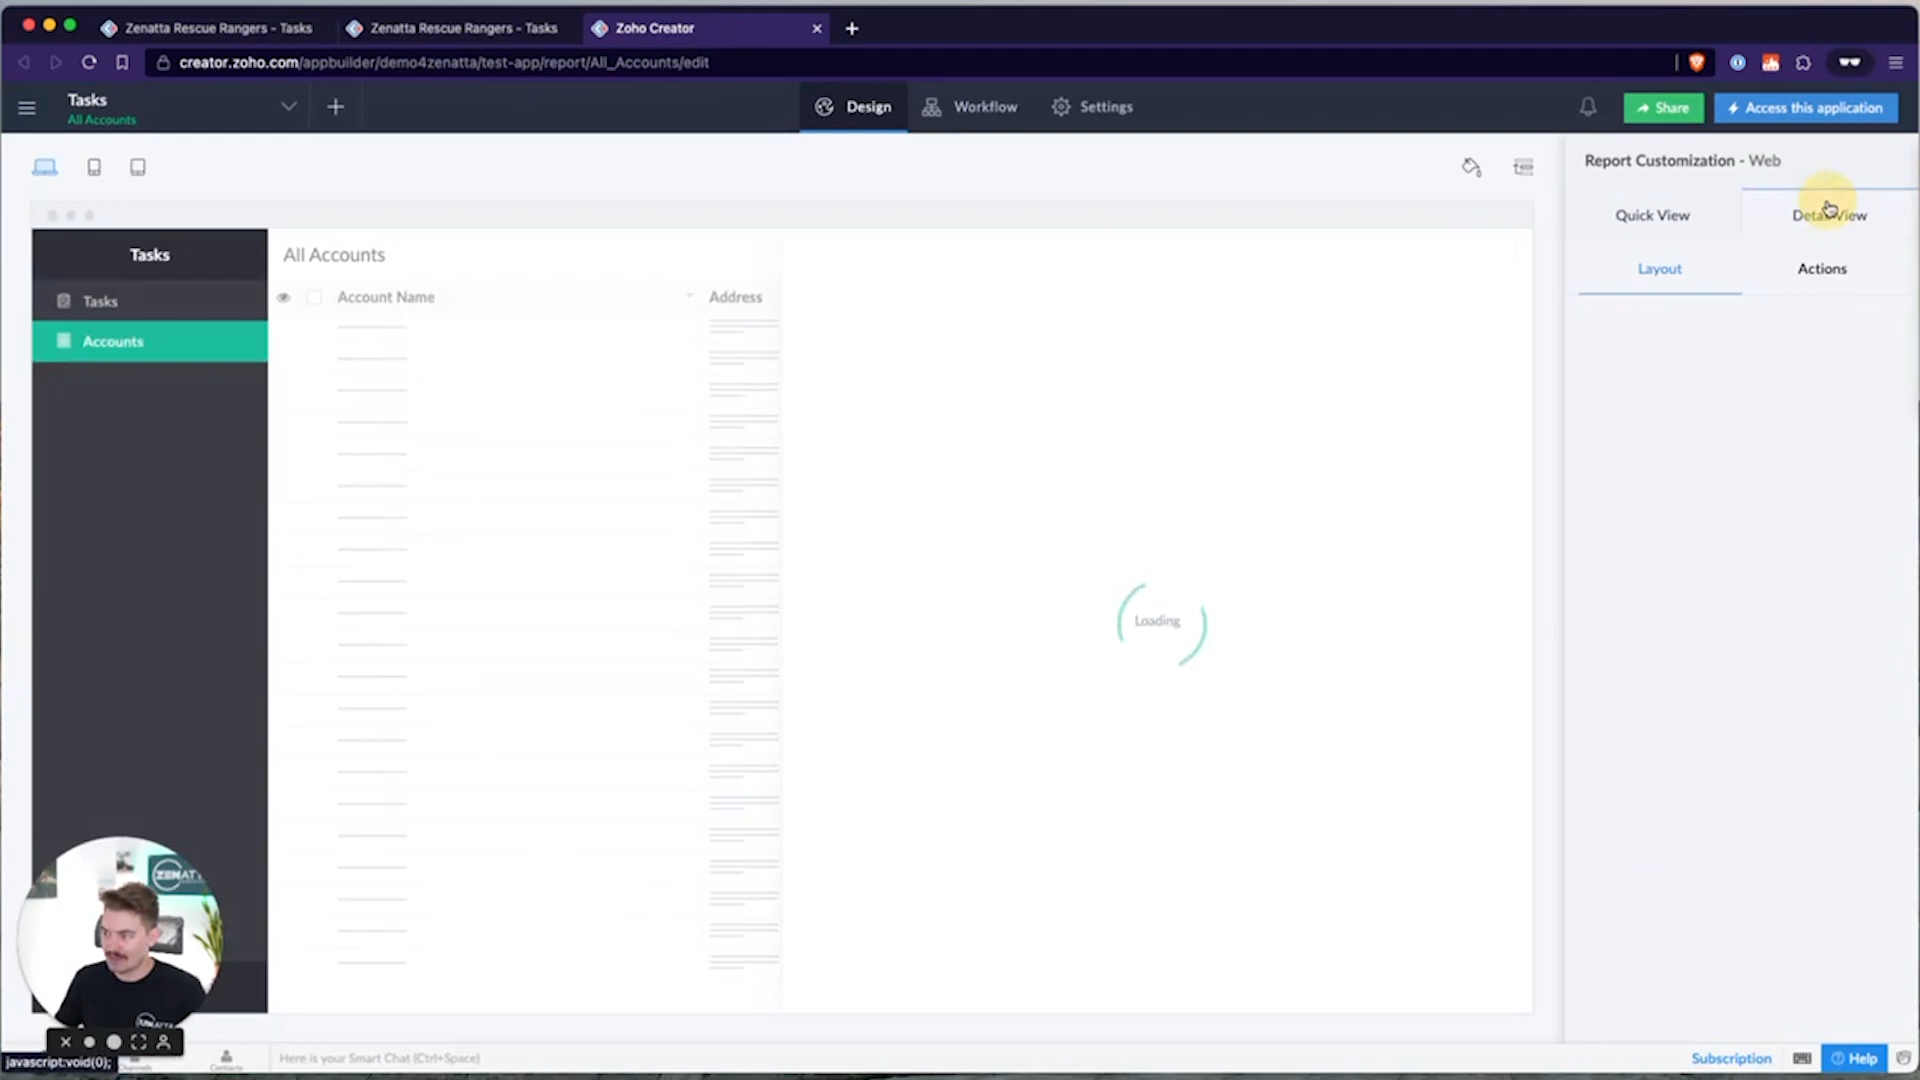 Zenatta Rescue Rangers - Tasks
Zenatta Rescue Rangers - Tasks
Zoho Creator
creator.zoho.com/appbuilder/demo4zenatta/test-app/report/All_Accounts/edit
Tasks
All Accounts
Design
Workflow
Settings
Share
Access this application
Report Customization - Web
Quick View
Detail View
Layout
Actions
Tasks
Tasks
Accounts
All Accounts
Account Name
Address
Loading
javascript:void(0);
Channels
Contacts
Here is your Smart Chat (Ctrl+Space)
Subscription
Help